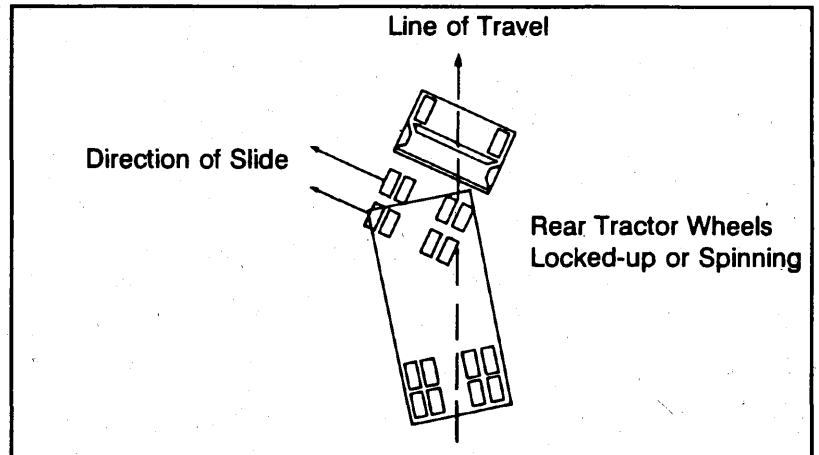 Line of Travel
Direction of Slide
Rear Tractor Wheels
Locked-up or Spinning